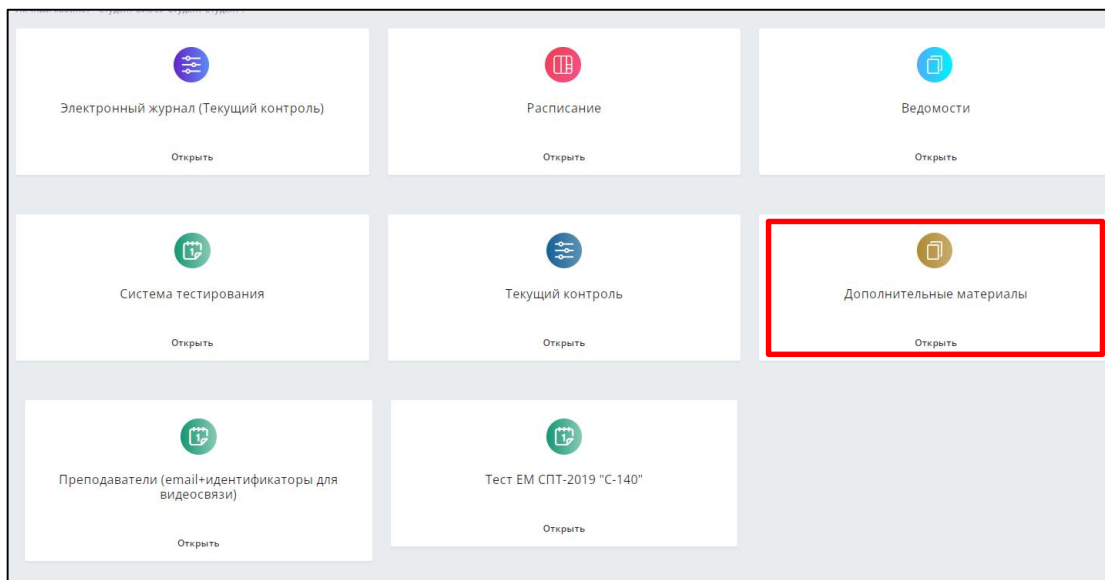 Электронный журнал (Текущий контроль)
Открыть
Расписание
Открыть
Ведомости
Открыть
Система тестирования
Открыть
Текущий контроль
Открыть
Дополнительные материалы
Открыть
Преподаватели (email+идентификаторы для
видеосвязи)
Открыть
Тест ЕМ СПТ-2019 "С-140"
Открыть